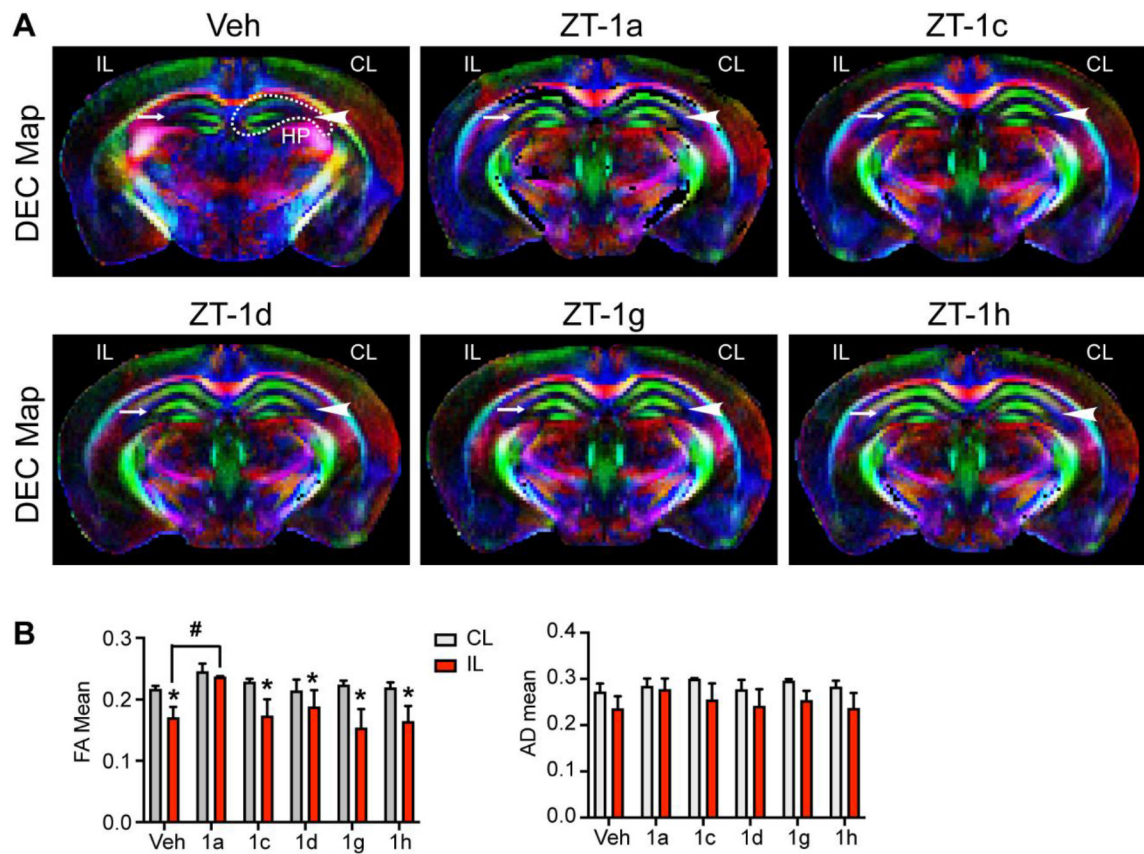 A
Veh
ZT-1a
ZT-1c
DEC Map
IL
CL
HP
IL
CL
IL
CL
ZT-1d
ZT-1g
ZT-1h
DEC Map
IL
CL
IL
CL
IL
CL
B
FA Mean
0.3
0.2
0.1
0.0
#
*
*
*
*
*
Veh 1a 1c 1d 1g 1h
CL
IL
AD mean
0.4
0.3
0.2
0.1
0.0
Veh 1a 1c 1d 1g 1h